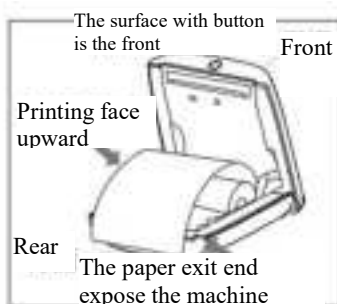 The surface with button
is the front
Front
Printing face
upward
Rear
The paper exit end
expose the machine